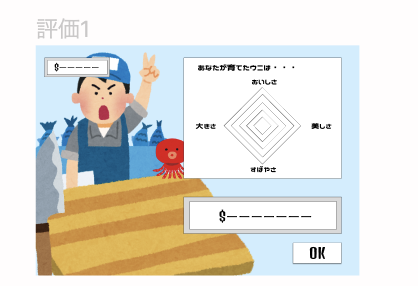 評価1
$-----
あなたが育てたウニは・・・
おいしさ
大きさ
美しさ
すばやさ
$-------
OK